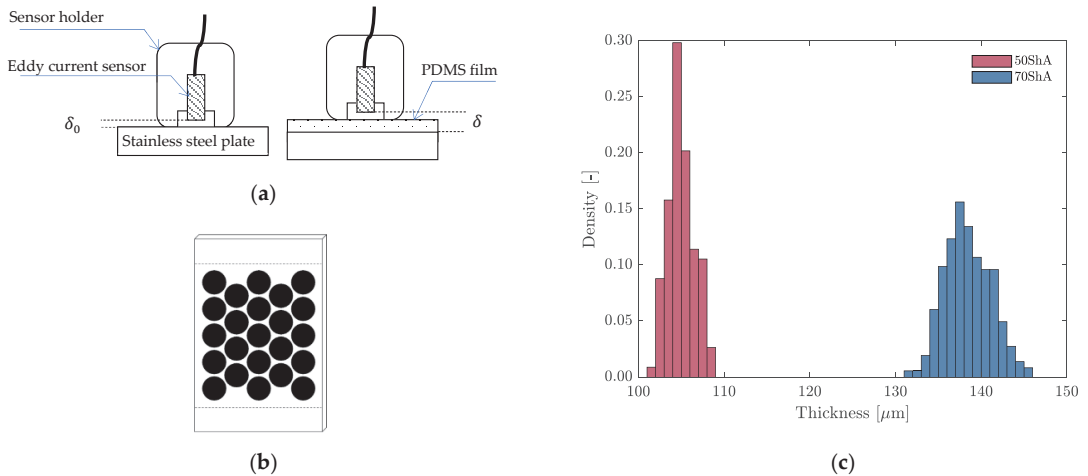 Sensor holder
Eddy current sensor
PDMS film
δ0
δ
Stainless steel plate
(a)
(b)
0.30
0.25
0.20
0.15
0.10
0.05
0.00
Density [-]
50ShA
70ShA
100
110
120
130
140
150
Thickness [μm]
(c)